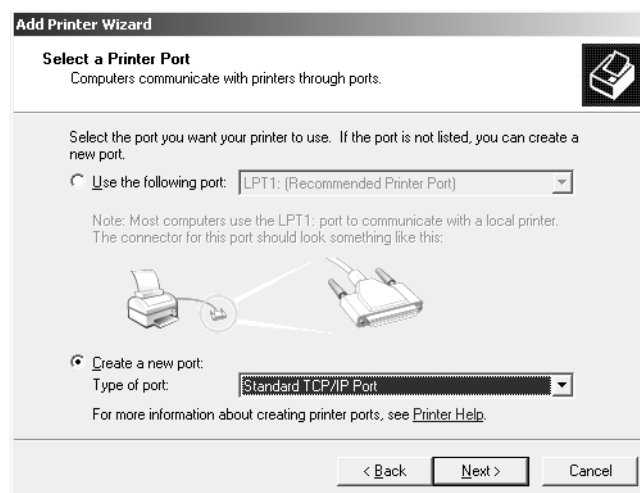 Add Printer Wizard
Select a Printer Port
Computers communicate with printers through ports.
Select the port you want your printer to use. If the port is not listed, you can create a
new port.
Use the following port: LPT1: (Recommended Printer Port)
Note: Most computers use the LPT1: port to communicate with a local printer.
The connector for this port should look something like this:
Create a new port:
Type of port: Standard TCP/IP Port
For more information about creating printer ports, see Printer Help.
< Back Next > Cancel